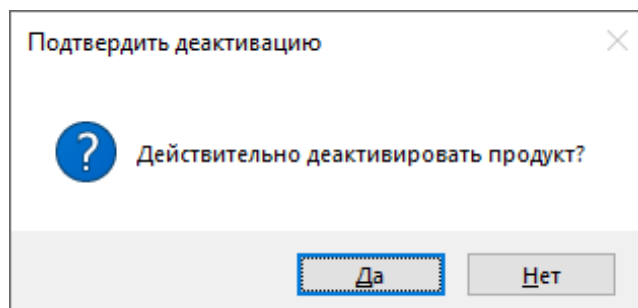 Подтвердить деактивацию
Действительно деактивировать продукт?
Да
Нет